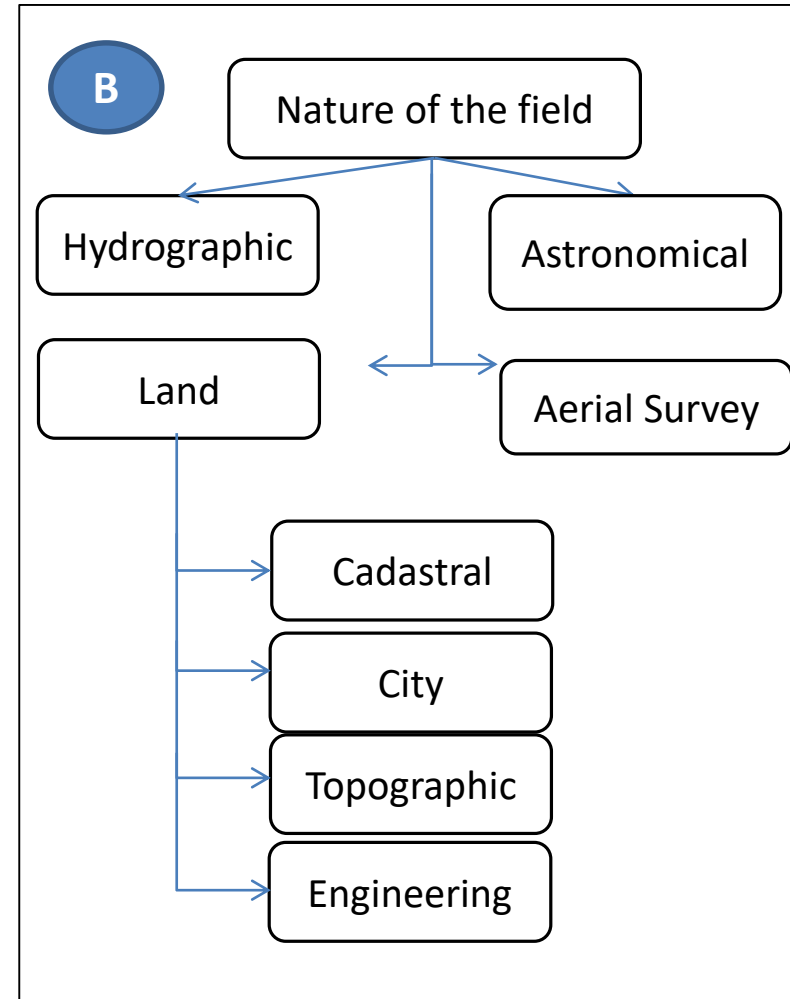 B
Nature of the field
Hydrographic
Astronomical
Land
Aerial Survey
Cadastral
City
Topographic
Engineering